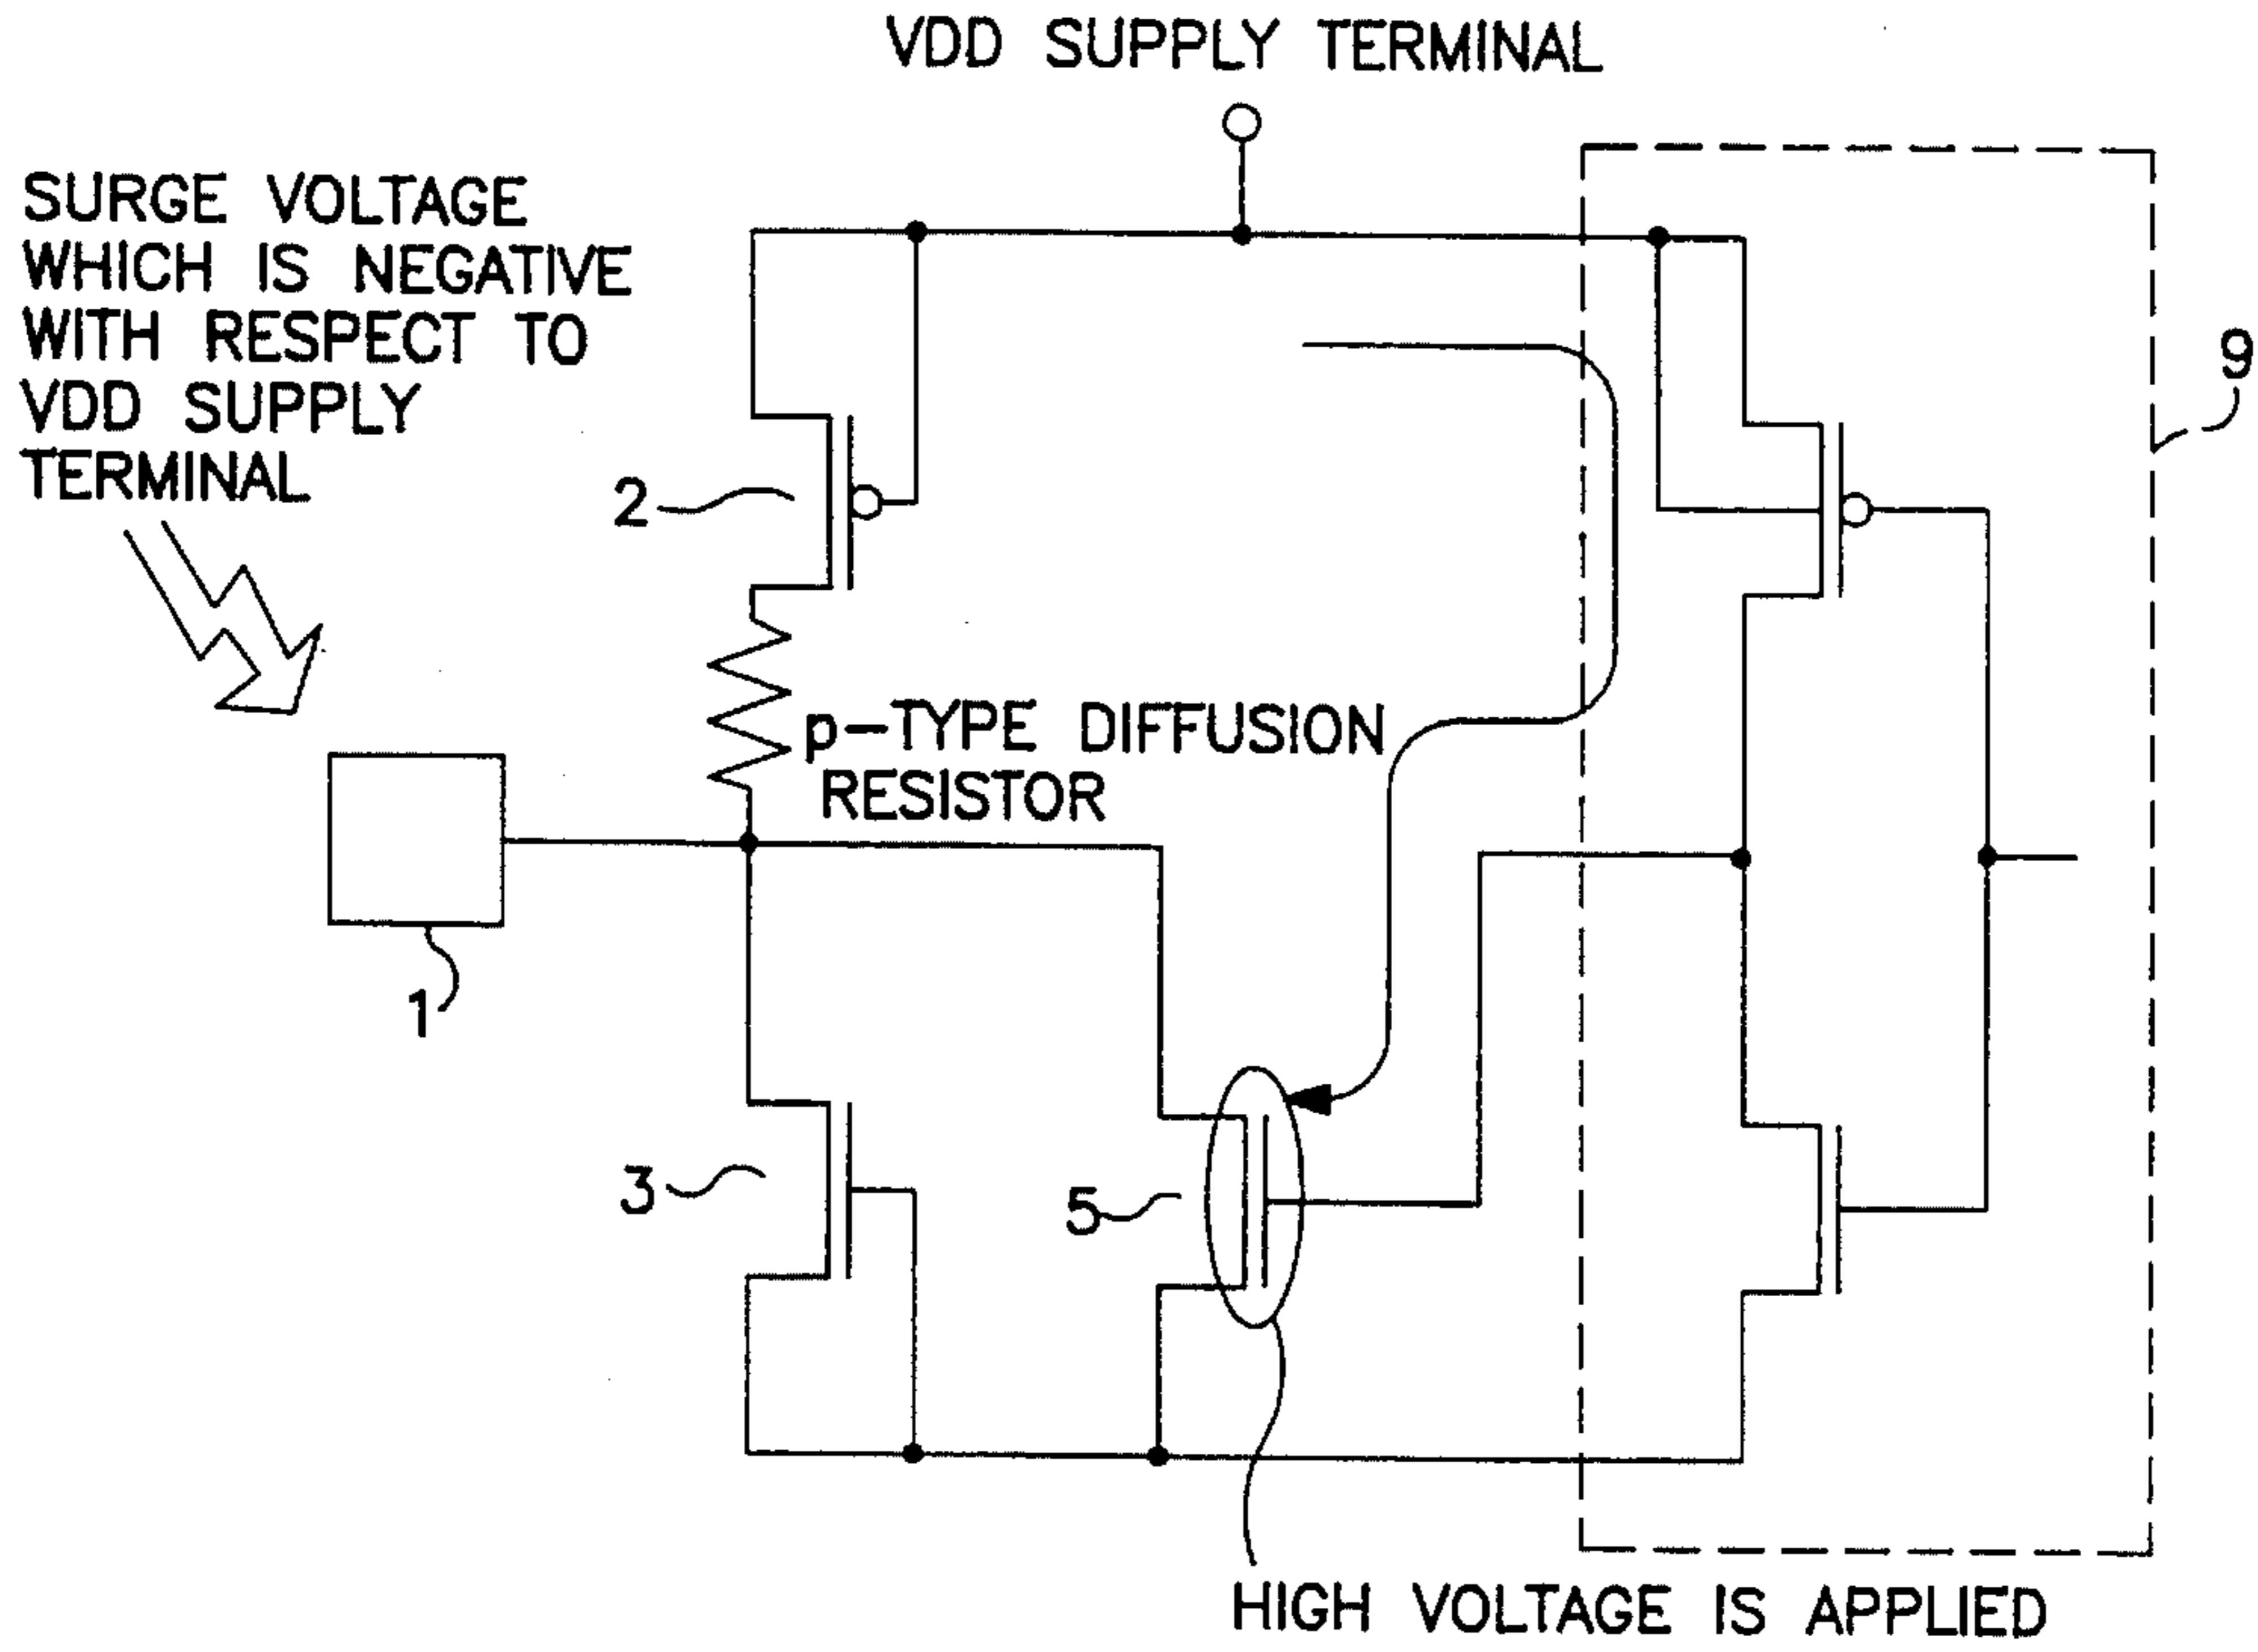 VDD SUPPLY TERMINAL
SURGE VOLTAGE
WHICH IS NEGATIVE
WITH RESPECT TO
VDD SUPPLY
TERMINAL
9
2
p-TYPE DIFFUSION
RESISTOR
1
3
5
HIGH VOLTAGE IS APPLIED